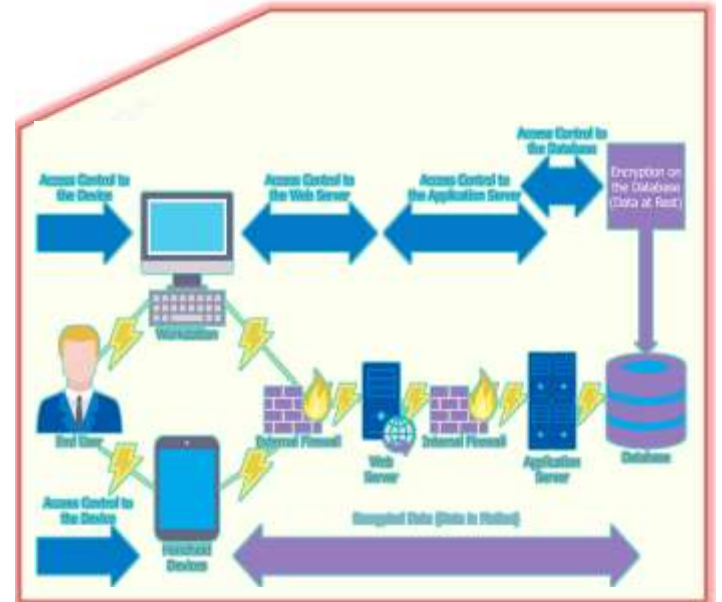 Access Control to
the Database
Access Control to
the Device
Access Control to
the Web Server
Access Control to
the Application Server
Encryption on
the Database
(Data at Rest)
Workstation
End User
External Firewall
Web
Server
Internal Firewall
Application
Server
Database
Access Control to
the Device
Handheld
Devices
Encrypted Data (Data in Motion)